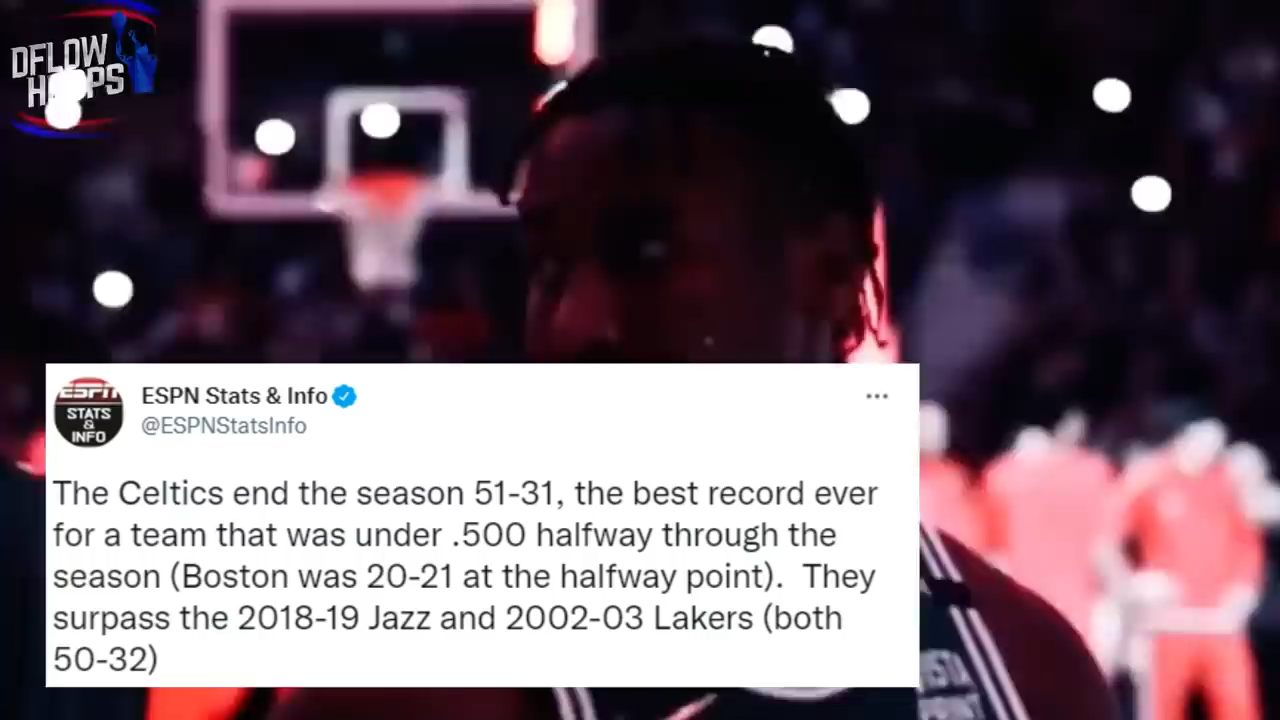 DFLOW
HOOPS
ESPN Stats & Info
@ESPNStatsInfo
ESPN
STATS
&
INFO
The Celtics end the season 51-31, the best record ever
for a team that was under .500 halfway through the
season (Boston was 20-21 at the halfway point).  They
surpass the 2018-19 Jazz and 2002-03 Lakers (both
50-32)